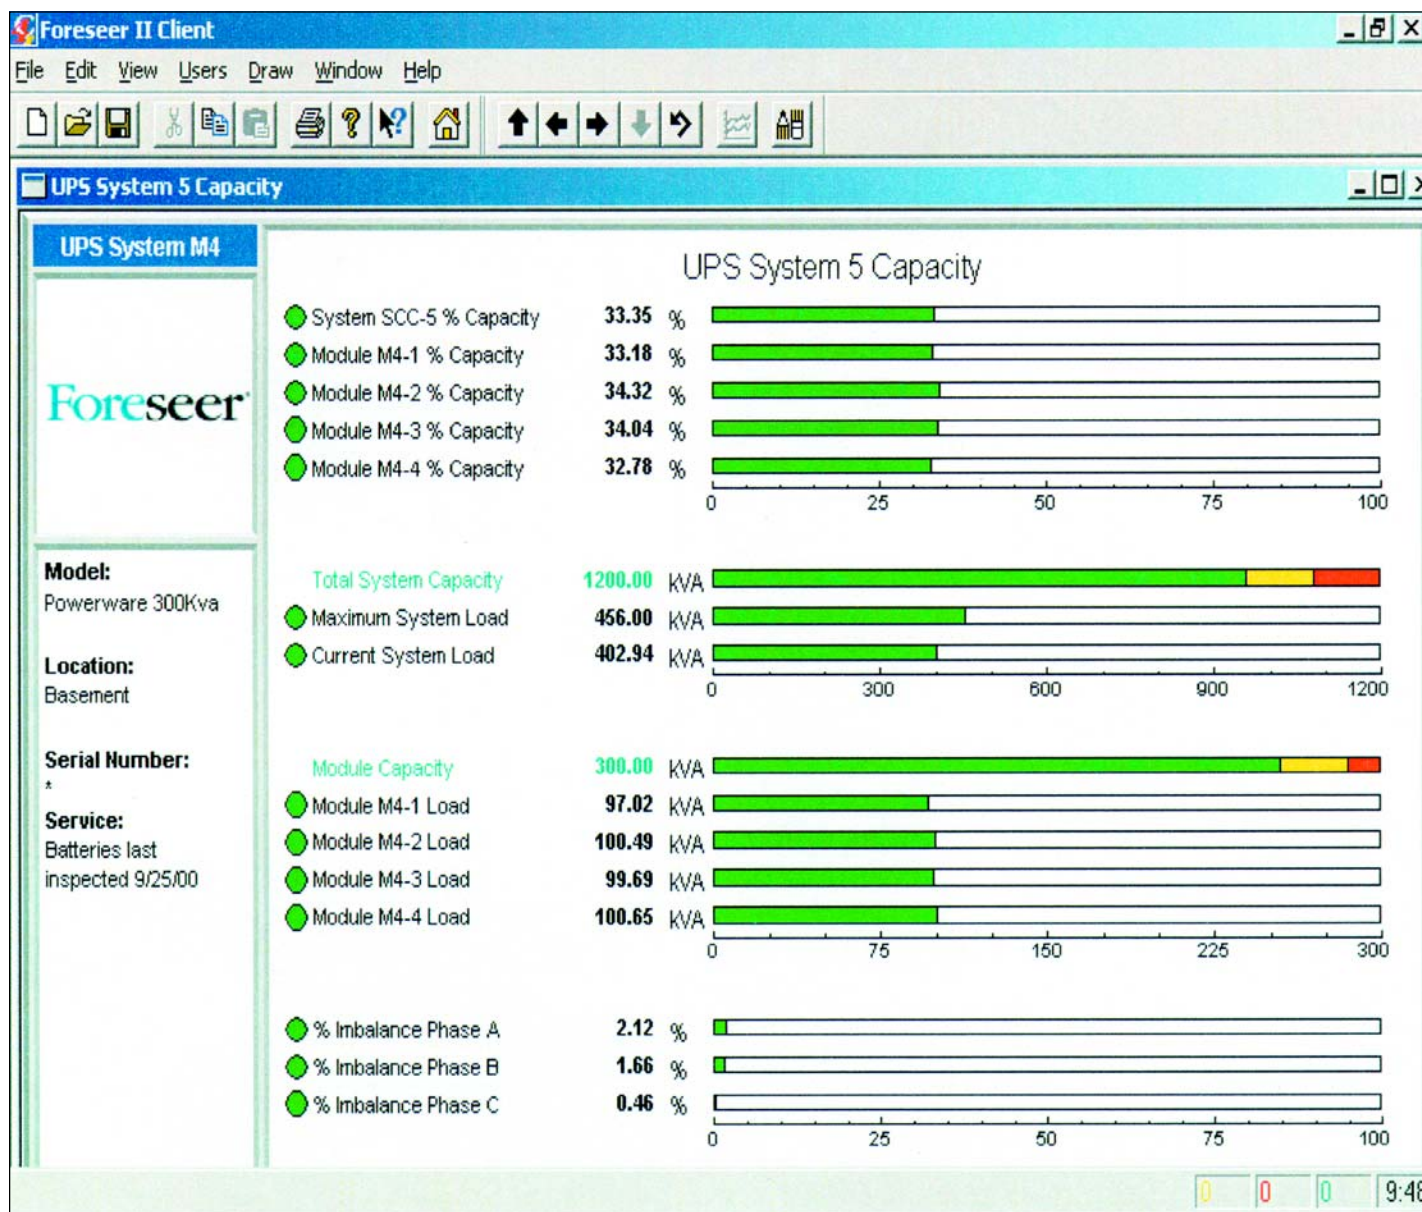 Foreseer II Client
File Edit View Users Draw Window Help
UPS System 5 Capacity
UPS System M4
Foreseer
Model:
Powerware 300Kva
Location:
Basement
Serial Number:
*
Service:
Batteries last
inspected 9/25/00
UPS System 5 Capacity
System SCC-5 % Capacity 33.35 %
Module M4-1 % Capacity 33.18 %
Module M4-2 % Capacity 34.32 %
Module M4-3 % Capacity 34.04 %
Module M4-4 % Capacity 32.78 %
0 25 50 75 100
Total System Capacity 1200.00 kVA
Maximum System Load 456.00 kVA
Current System Load 402.94 kVA
0 300 600 900 1200
Module Capacity 300.00 kVA
Module M4-1 Load 97.02 kVA
Module M4-2 Load 100.49 kVA
Module M4-3 Load 99.69 kVA
Module M4-4 Load 100.65 kVA
0 75 150 225 300
% Imbalance Phase A 2.12 %
% Imbalance Phase B 1.66 %
% Imbalance Phase C 0.46 %
0 25 50 75 100
0 0 0 9:48